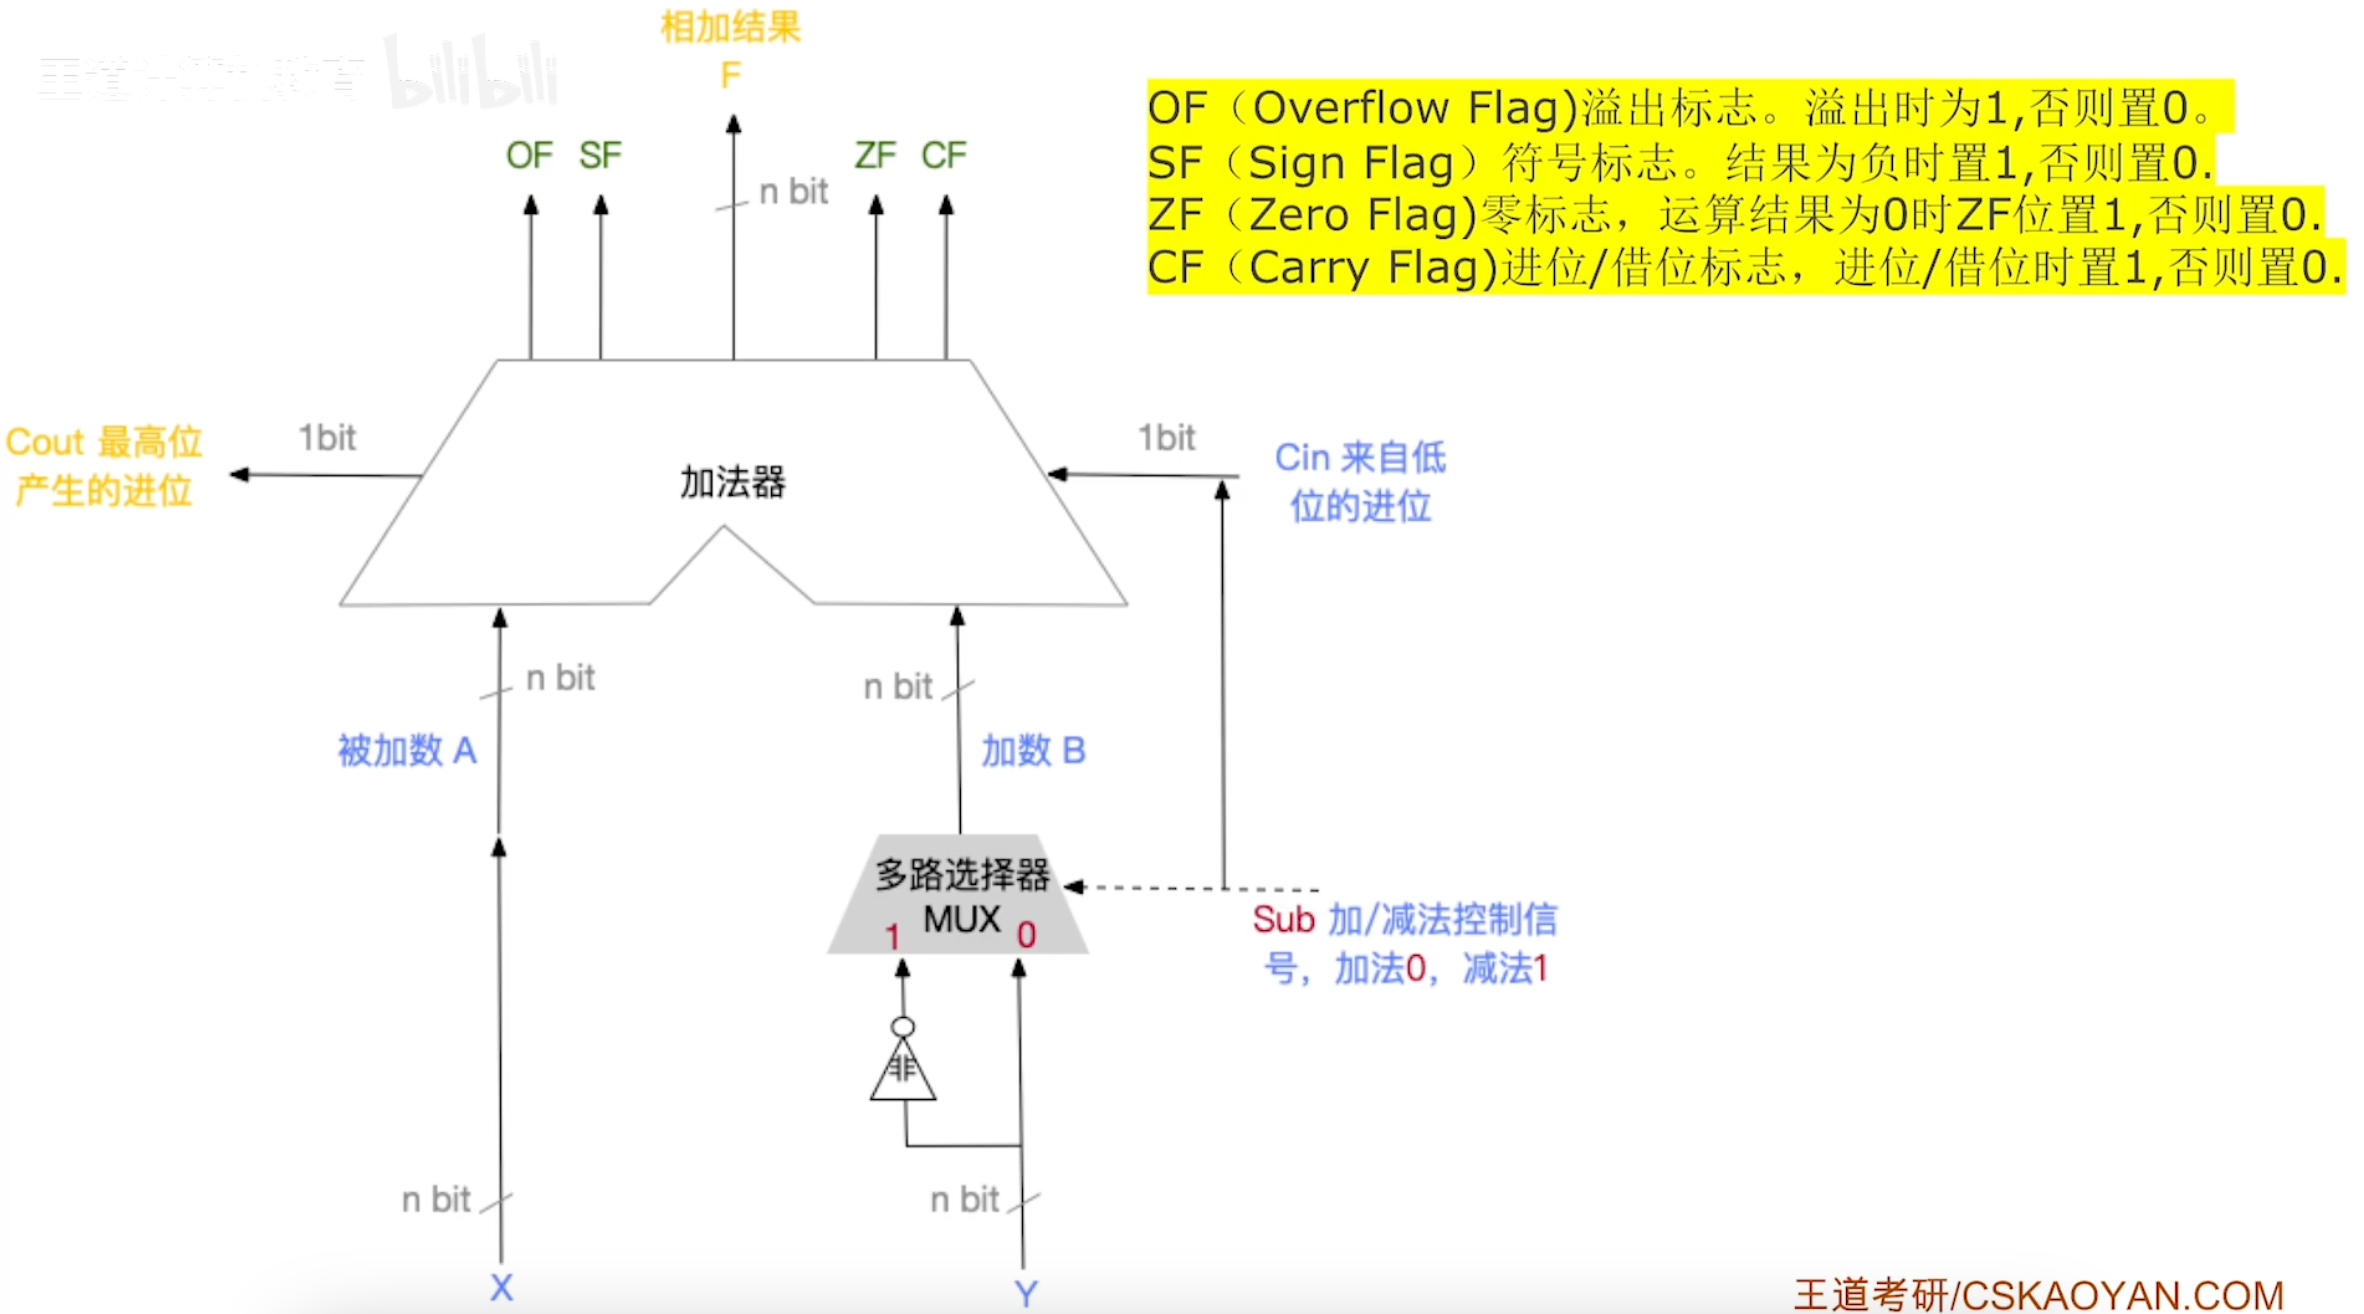 相加结果
F
bilibili
OF（Overflow Flag)溢出标志。溢出时为1,否则置0。
SF（Sign Flag）符号标志。结果为负时置1,否则置0.
ZF（Zero Flag)零标志，运算结果为0时ZF位置1,否则置0.
CF（Carry Flag)进位/借位标志，进位/借位时置1,否则置0.
OF SF
ZF CF
n bit
Cout 最高位
产生的进位
1bit
加法器
1bit
Cin 来自低
位的进位
n bit
n bit
被加数 A
加数 B
多路选择器
MUX
1
0
Sub 加/减法控制信
号，加法0，减法1
非
n bit
n bit
X
Y
王道考研/CSKAOYAN.COM